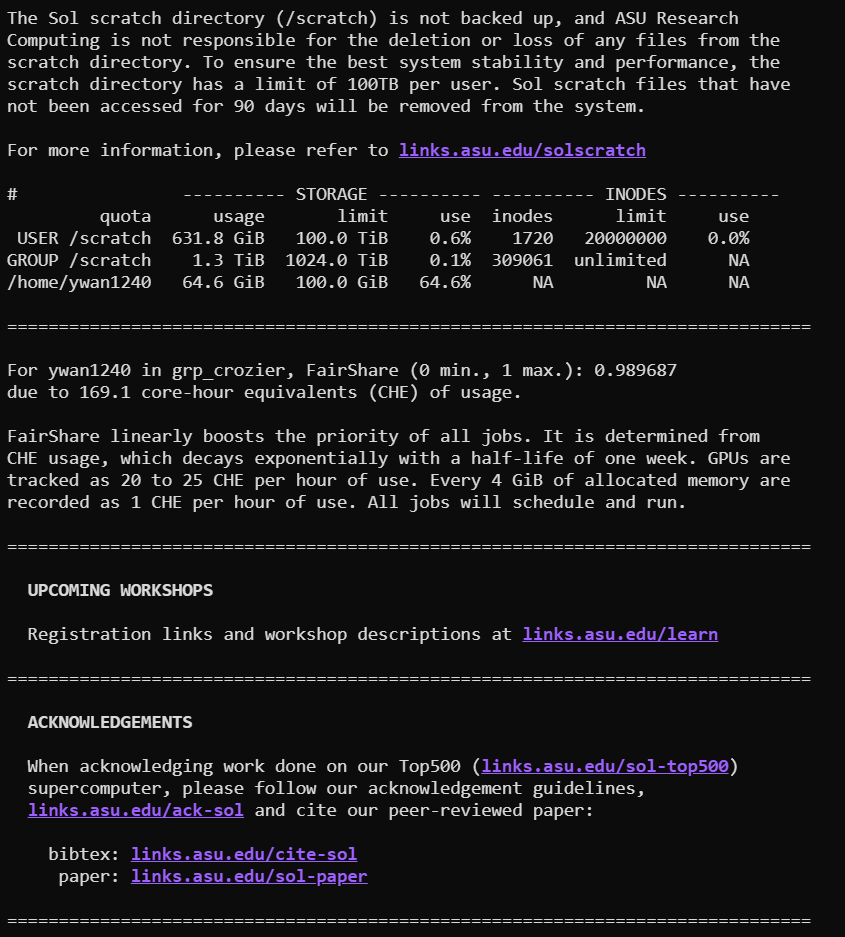 The Sol scratch directory (/scratch) is not backed up, and ASU Research
Computing is not responsible for the deletion or loss of any files from the
scratch directory. To ensure the best system stability and performance, the
scratch directory has a limit of 100TB per user. Sol scratch files that have
not been accessed for 90 days will be removed from the system.

For more information, please refer to links.asu.edu/solscratch

#                ---------- STORAGE ---------- ---------- INODES ----------
         quota      usage       limit     use  inodes      limit     use
 USER /scratch  631.8 GiB   100.0 TiB    0.6%    1720   20000000    0.0%
GROUP /scratch    1.3 TiB  1024.0 TiB    0.1%  309061  unlimited      NA
/home/ywan1240   64.6 GiB   100.0 GiB   64.6%      NA         NA      NA

==============================================================================

For ywan1240 in grp_crozier, FairShare (0 min., 1 max.): 0.989687
due to 169.1 core-hour equivalents (CHE) of usage.

FairShare linearly boosts the priority of all jobs. It is determined from
CHE usage, which decays exponentially with a half-life of one week. GPUs are
tracked as 20 to 25 CHE per hour of use. Every 4 GiB of allocated memory are
recorded as 1 CHE per hour of use. All jobs will schedule and run.

==============================================================================

  UPCOMING WORKSHOPS

  Registration links and workshop descriptions at links.asu.edu/learn

==============================================================================

  ACKNOWLEDGEMENTS

  When acknowledging work done on our Top500 (links.asu.edu/sol-top500)
  supercomputer, please follow our acknowledgement guidelines,
  links.asu.edu/ack-sol and cite our peer-reviewed paper:

    bibtex: links.asu.edu/cite-sol
     paper: links.asu.edu/sol-paper

==============================================================================